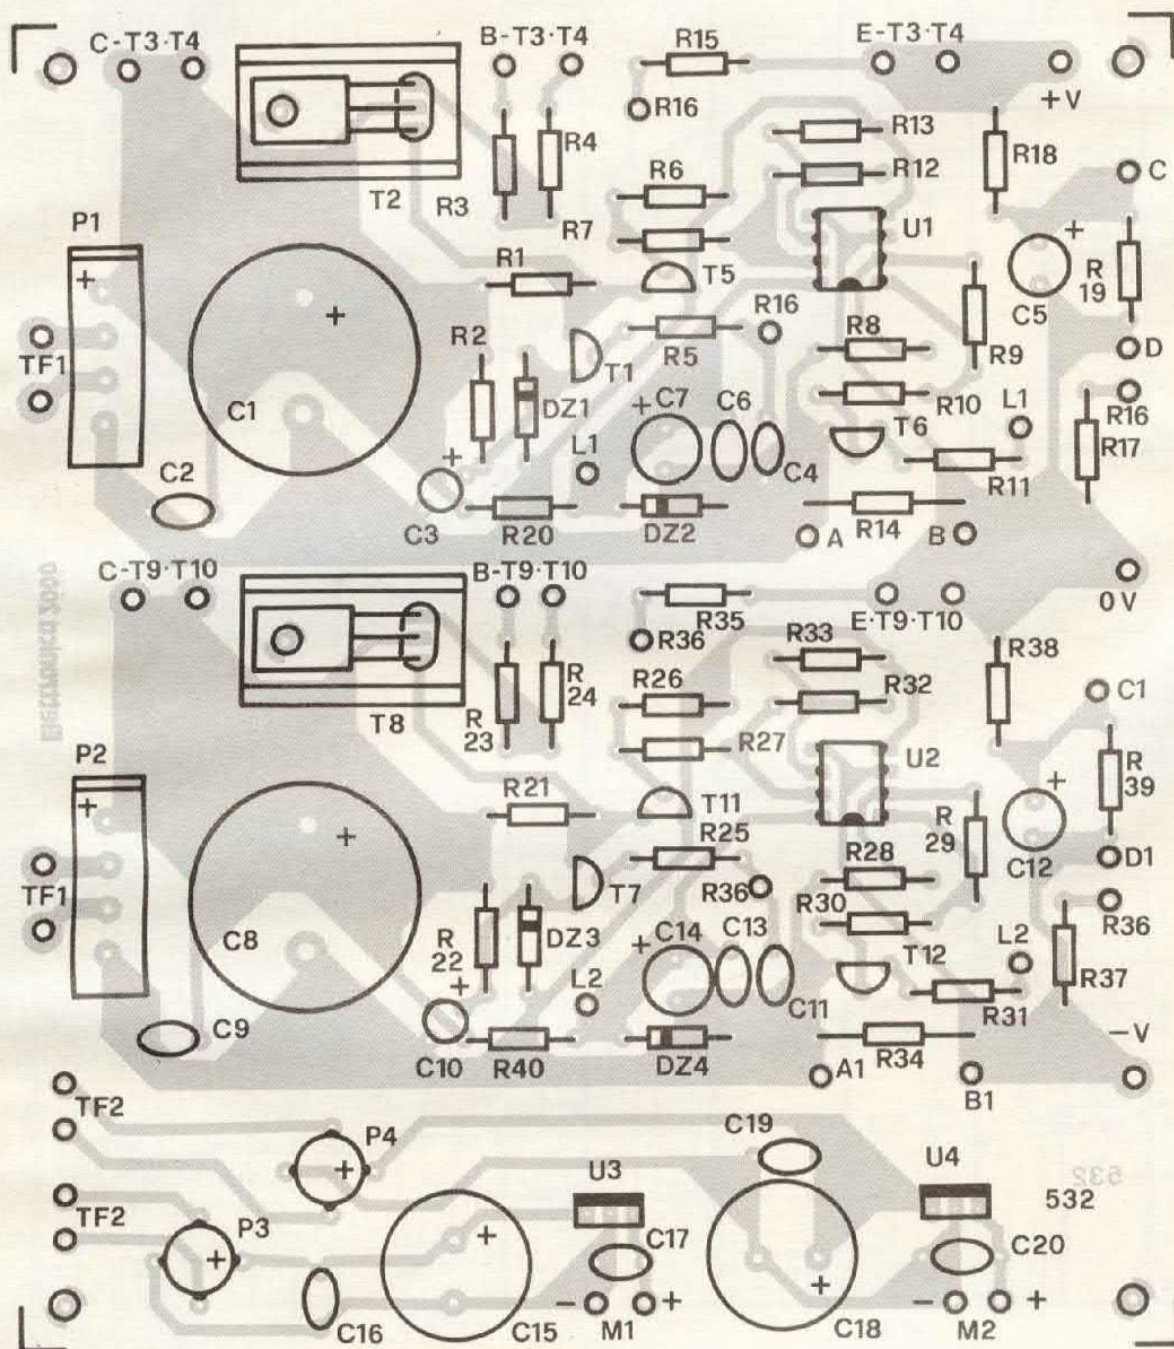 C-T3·T4
B-T3·T4
R15
E-T3·T4
R16
+V
R4
R13
R12
R18
T2
R3
R6
C
P1
R7
U1
+
+
R1
T5
R
19
C5
+
R16
TF1
R2
R5
R8
R9
D
T1
C1
DZ1
+ C7
C6
R10
L1
R16
T6
R17
L1
+
C2
C4
R11
C3
R20
DZ2
A
R14
B
C-T9·T10
B-T9·T10
0V
R35
E·T9·T10
R36
R33
R38
Elettronica 2000
R
24
R26
R32
C1
T8
R
23
P2
R27
U2
R
39
+
R21
T11
+
+
R25
R
29
R28
C12
D1
TF1
T7
R36
R30
R36
C8
R
22
DZ3
+ C14
C13
L2
T12
R37
L2
+
C11
R31
C9
C10
R40
DZ4
R34
-V
A1
B1
TF2
P4
C19
+
U3
U4
532
532
TF2
P3
+
+
C17
C20
+
- +
- +
C16
C15
M1
C18
M2